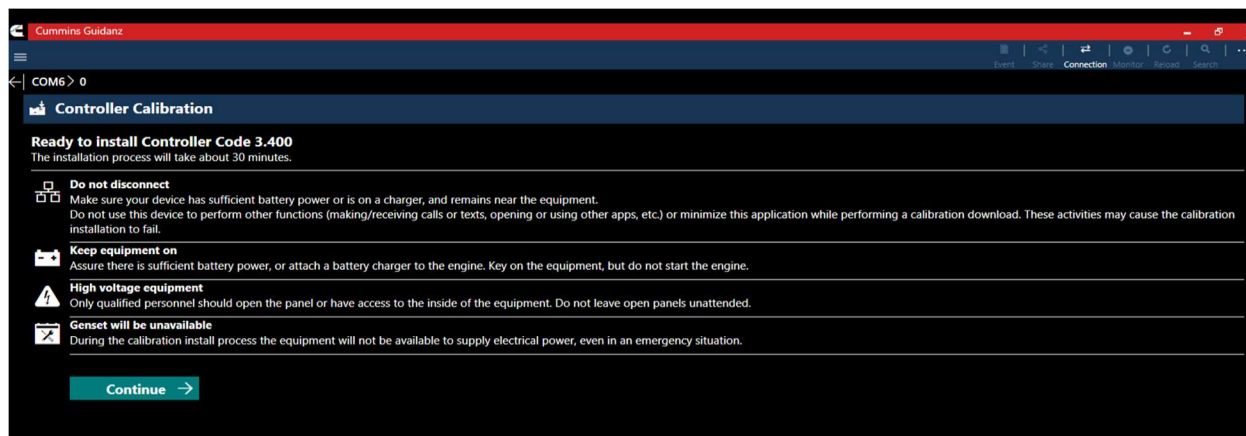 Cummins Guidanz
Event Share Connection Monitor Reload Search
COM6> 0
Controller Calibration
Ready to install Controller Code 3.400
The installation process will take about 30 minutes.
Do not disconnect
Make sure your device has sufficient battery power or is on a charger, and remains near the equipment.
Do not use this device to perform other functions (making/receiving calls or texts, opening or using other apps, etc.) or minimize this application while performing a calibration download. These activities may cause the calibration
installation to fail.
Keep equipment on
Assure there is sufficient battery power, or attach a battery charger to the engine. Key on the equipment, but do not start the engine.
High voltage equipment
Only qualified personnel should open the panel or have access to the inside of the equipment. Do not leave open panels unattended.
Genset will be unavailable
During the calibration install process the equipment will not be available to supply electrical power, even in an emergency situation.
Continue →